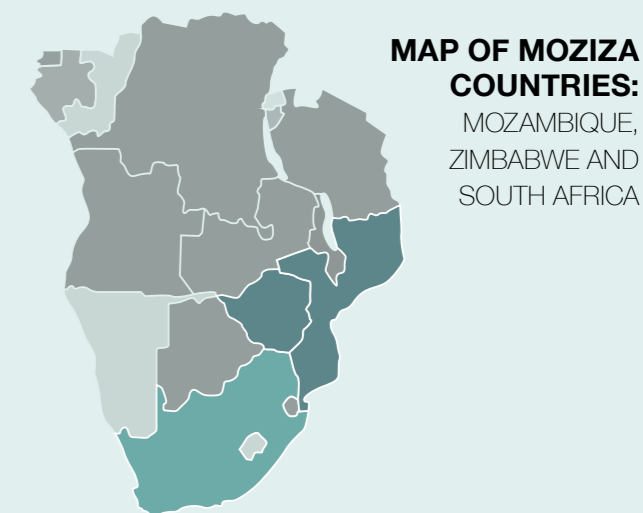 MAP OF MOZIZA
COUNTRIES:
MOZAMBIQUE,
ZIMBABWE AND
SOUTH AFRICA